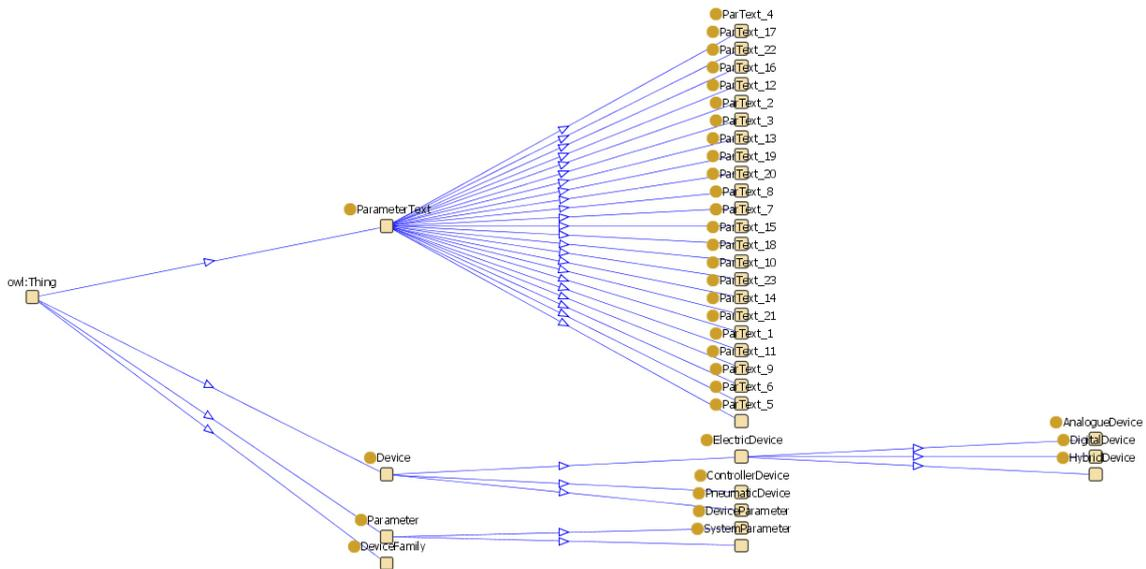 owl:Thing
ParameterText
ParText_4
ParText_17
ParText_22
ParText_16
ParText_12
ParText_2
ParText_3
ParText_13
ParText_19
ParText_20
ParText_8
ParText_7
ParText_15
ParText_18
ParText_10
ParText_23
ParText_14
ParText_21
ParText_1
ParText_11
ParText_9
ParText_6
ParText_5
Device
ElectricDevice
AnalogueDevice
DigitalDevice
HybridDevice
ControllerDevice
PneumaticDevice
Parameter
DeviceParameter
SystemParameter
DeviceFamily